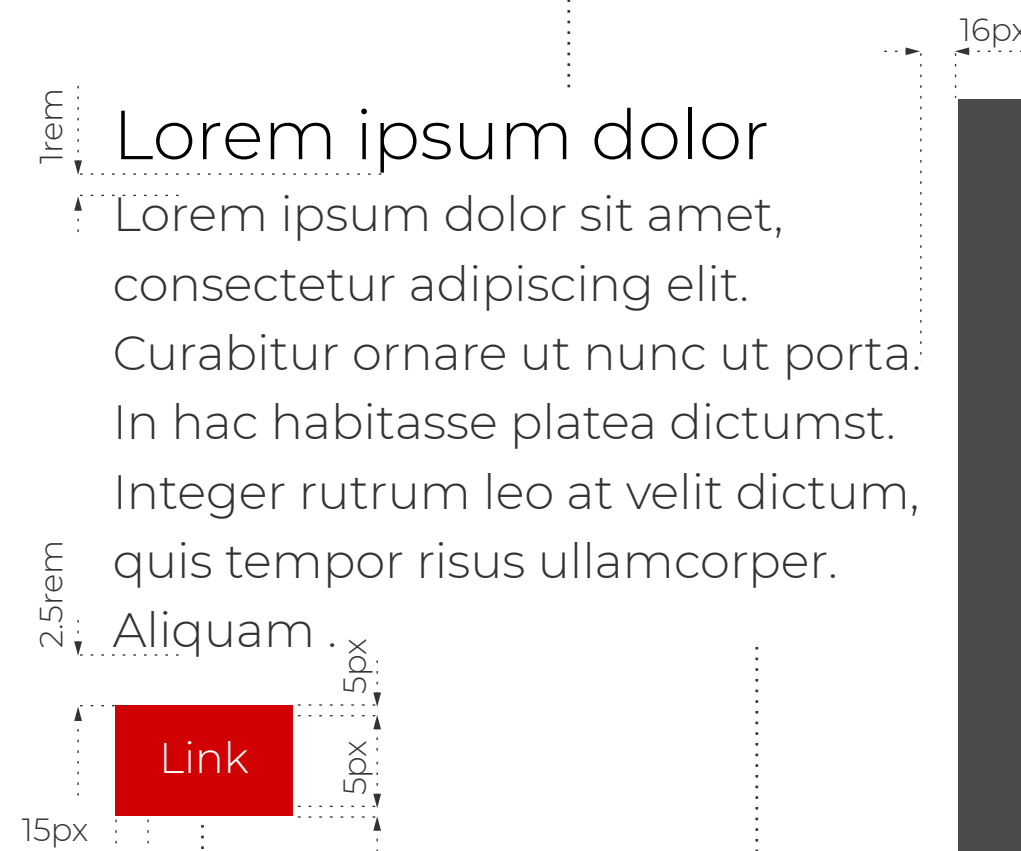 16px
1rem
Lorem ipsum dolor
Lorem ipsum dolor sit amet,
consectetur adipiscing elit.
Curabitur ornare ut nunc ut porta.
In hac habitasse platea dictumst.
Integer rutrum leo at velit dictum,
quis tempor risus ullamcorper.
2.5rem
Aliquam .
5px
Link
5px
15px